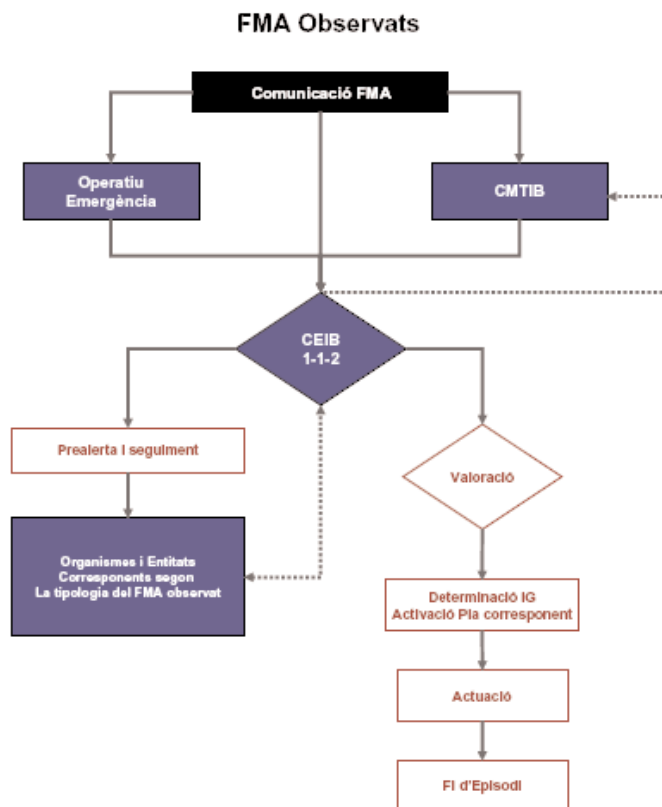 FMA Observats
Comunicació FMA
Operatiu
Emergència
CMTIB
CEIB
1-1-2
Prealerta i seguiment
Valoració
Organismes i Entitats
Corresponents segon
La tipologia del FMA observat
Determinació IG
Activació Pla corresponent
Actuació
Fi d'Episodi